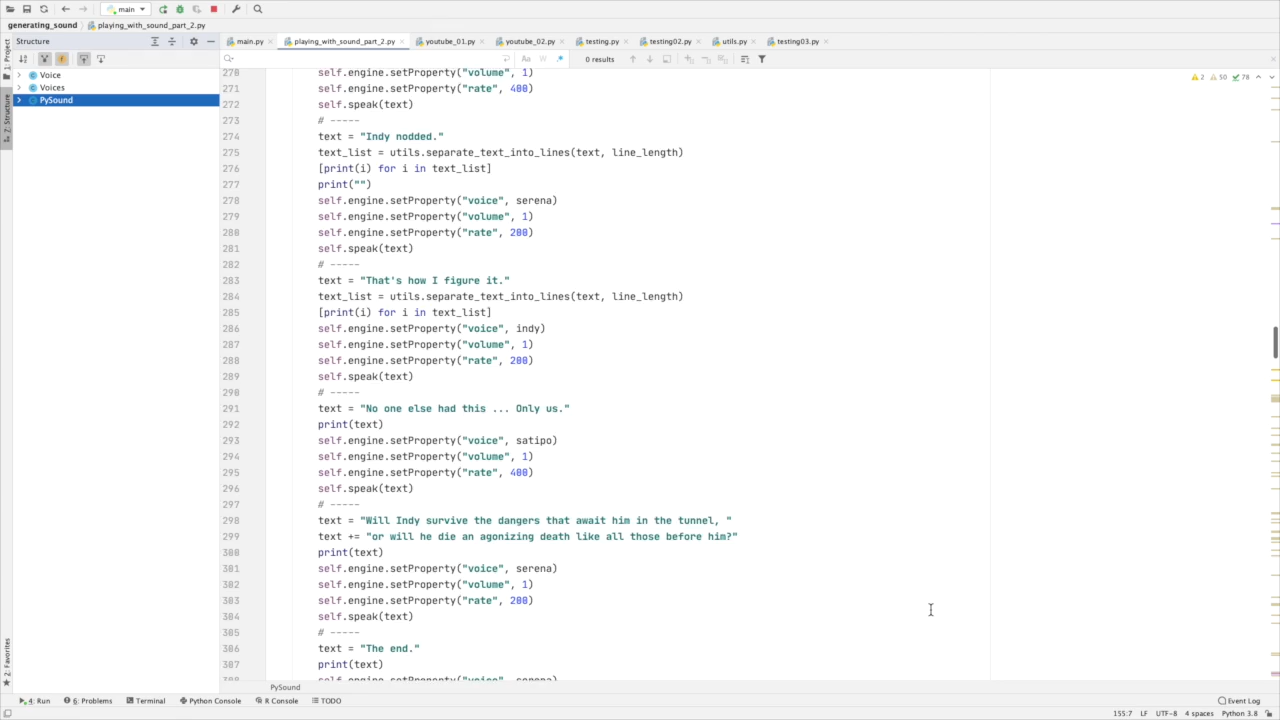 main
generating_sound
playing_with_sound_part_2.py
Structure
main.py
playing_with_sound_part_2.py
youtube_01.py
youtube_02.py
testing.py
testing02.py
utils.py
testing03.py
0 results
Aa
W
.*
2
50
78
Voice
Voices
PySound
1: Project
Z: Structure
2: Favorites
270 self.engine.setProperty("volume", 1)
271 self.engine.setProperty("rate", 400)
272 self.speak(text)
273 # -----
274 text = "Indy nodded."
275 text_list = utils.separate_text_into_lines(text, line_length)
276 [print(i) for i in text_list]
277 print("")
278 self.engine.setProperty("voice", serena)
279 self.engine.setProperty("volume", 1)
280 self.engine.setProperty("rate", 200)
281 self.speak(text)
282 # -----
283 text = "That's how I figure it."
284 text_list = utils.separate_text_into_lines(text, line_length)
285 [print(i) for i in text_list]
286 self.engine.setProperty("voice", indy)
287 self.engine.setProperty("volume", 1)
288 self.engine.setProperty("rate", 200)
289 self.speak(text)
290 # -----
291 text = "No one else had this ... Only us."
292 print(text)
293 self.engine.setProperty("voice", satipo)
294 self.engine.setProperty("volume", 1)
295 self.engine.setProperty("rate", 400)
296 self.speak(text)
297 # -----
298 text = "Will Indy survive the dangers that await him in the tunnel, "
299 text += "or will he die an agonizing death like all those before him?"
300 print(text)
301 self.engine.setProperty("voice", serena)
302 self.engine.setProperty("volume", 1)
303 self.engine.setProperty("rate", 200)
304 self.speak(text)
305 # -----
306 text = "The end."
307 print(text)
308 self.engine.setProperty("voice", serena)
PySound
4: Run
6: Problems
Terminal
Python Console
R Console
TODO
Event Log
155:7 LF UTF-8 4 spaces Python 3.8